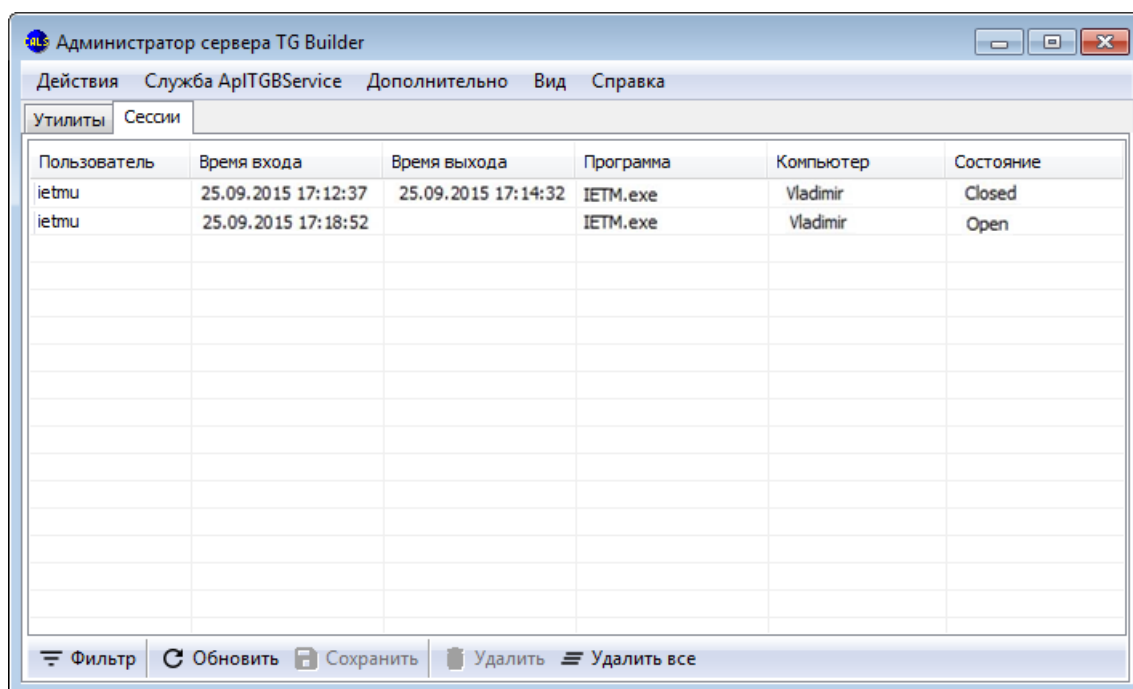 CALS Администратор сервера TG Builder
Действия Служба ApITGBService Дополнительно Вид Справка
Утилиты Сессии
Пользователь Время входа Время выхода Программа Компьютер Состояние
ietmu 25.09.2015 17:12:37 25.09.2015 17:14:32 IETM.exe Vladimir Closed
ietmu 25.09.2015 17:18:52 IETM.exe Vladimir Open
Фильтр Обновить Сохранить Удалить Удалить все